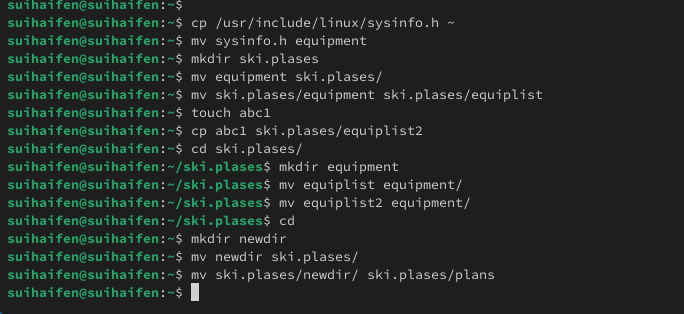 suihaifen@suihaifen:~$
suihaifen@suihaifen:~$ cp /usr/include/linux/sysinfo.h ~
suihaifen@suihaifen:~$ mv sysinfo.h equipment
suihaifen@suihaifen:~$ mkdir ski.plases
suihaifen@suihaifen:~$ mv equipment ski.plases/
suihaifen@suihaifen:~$ mv ski.plases/equipment ski.plases/equiplist
suihaifen@suihaifen:~$ touch abc1
suihaifen@suihaifen:~$ cp abc1 ski.plases/equiplist2
suihaifen@suihaifen:~$ cd ski.plases/
suihaifen@suihaifen:~/ski.plases$ mkdir equipment
suihaifen@suihaifen:~/ski.plases$ mv equiplist equipment/
suihaifen@suihaifen:~/ski.plases$ mv equiplist2 equipment/
suihaifen@suihaifen:~/ski.plases$ cd
suihaifen@suihaifen:~$ mkdir newdir
suihaifen@suihaifen:~$ mv newdir ski.plases/
suihaifen@suihaifen:~$ mv ski.plases/newdir/ ski.plases/plans
suihaifen@suihaifen:~$